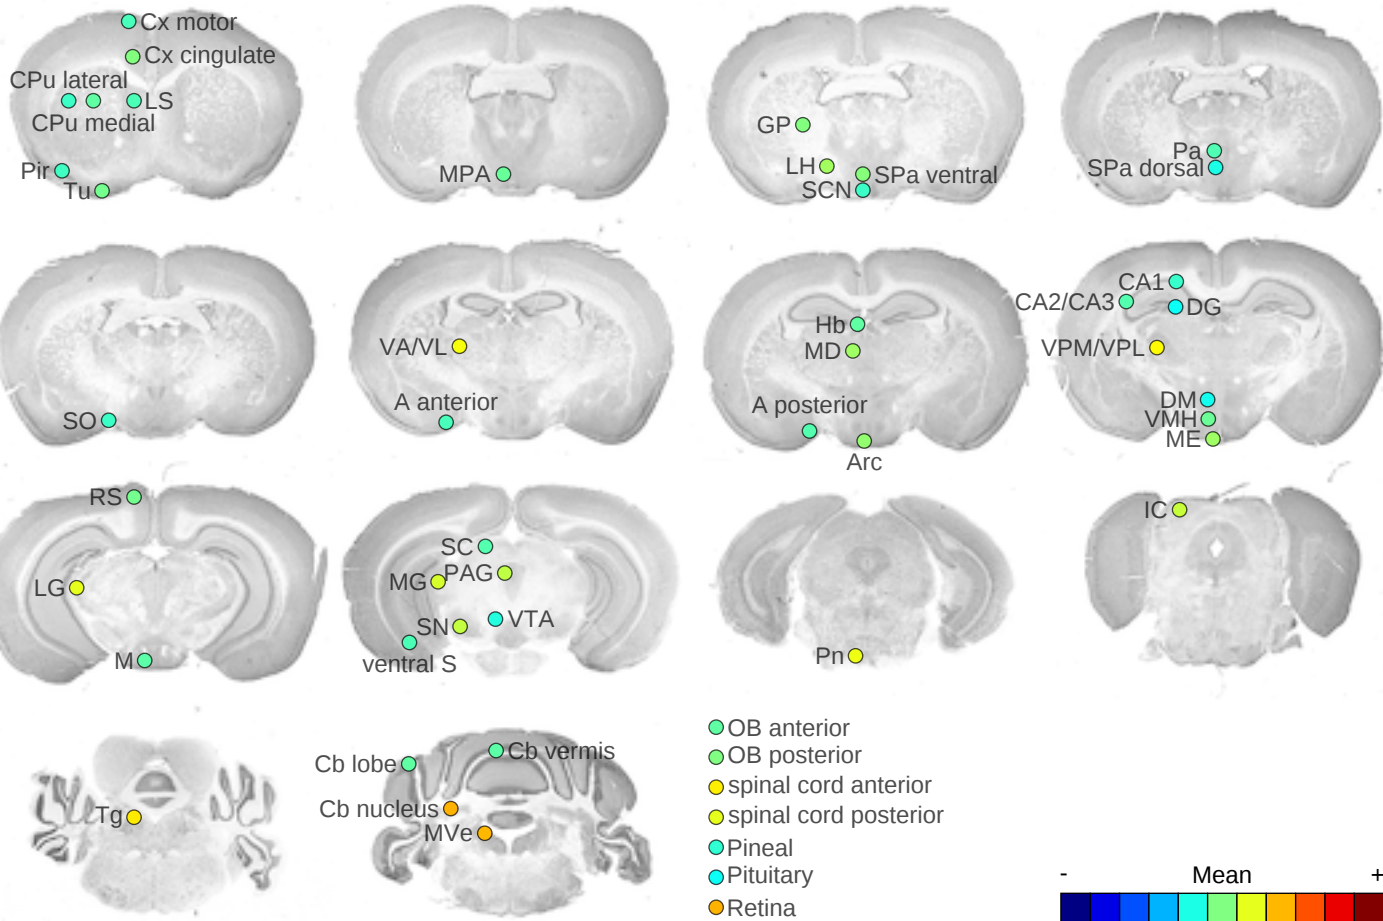 Cx motor
Cx cingulate
CPu lateral
LS
CPu medial
Pir
Tu
MPA
GP
LH
SPa ventral
SCN
Pa
SPa dorsal
SO
VA/VL
A anterior
Hb
MD
A posterior
Arc
CA1
CA2/CA3
DG
VPM/VPL
DM
VMH
ME
RS
LG
M
SC
PAG
MG
VTA
SN
ventral S
Pn
IC
Tg
Cb lobe
Cb vermis
Cb nucleus
MVe
OB anterior
OB posterior
spinal cord anterior
spinal cord posterior
Pineal
Pituitary
Retina
- Mean +